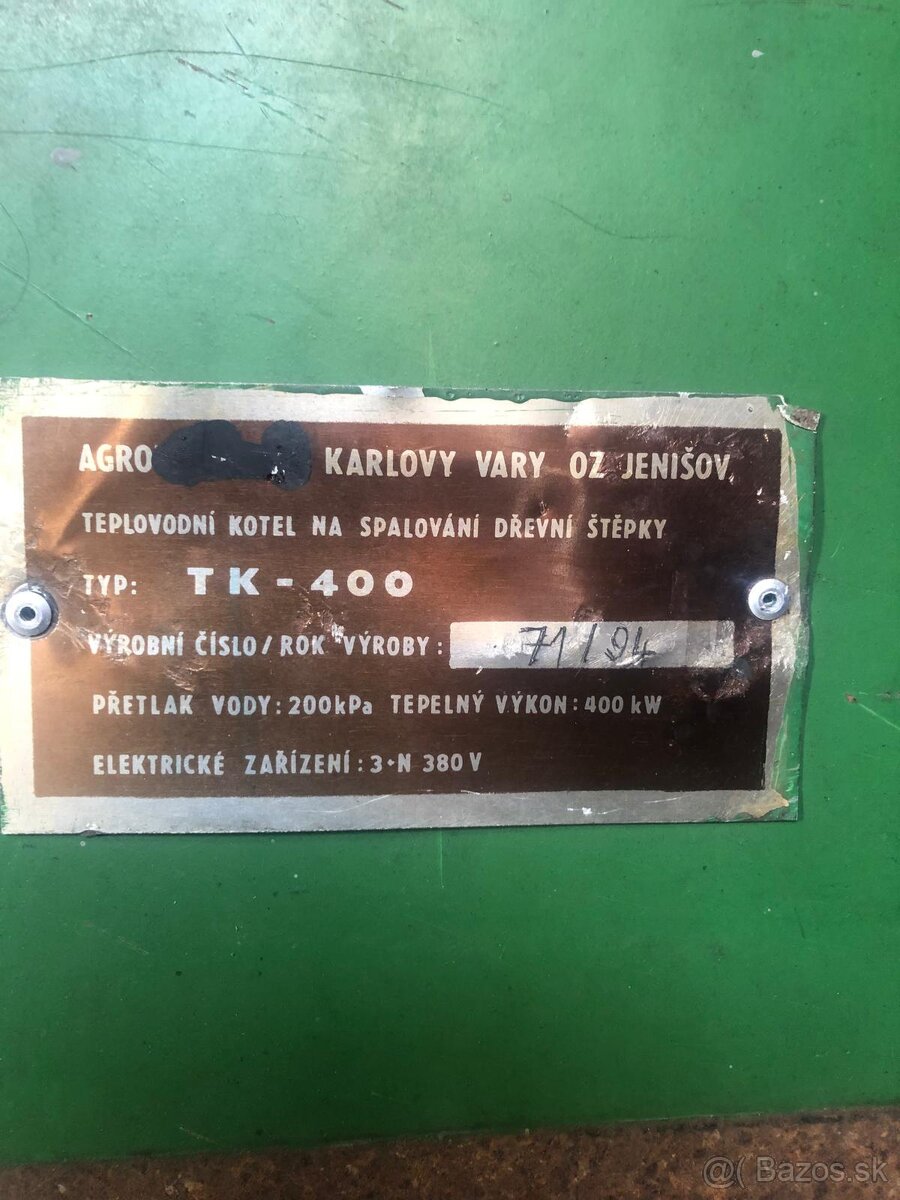 AGRO KARLOVY VARY OZ JENIŠOV
TEPLOVODNÍ KOTEL NA SPALOVÁNÍ DŘEVNÍ ŠTĚPKY
TYP: TK-400
VÝROBNÍ ČÍSLO/ROK VÝROBY: 71/94
PŘETLAK VODY: 200kPa TEPELNÝ VÝKON: 400 kW
ELEKTRICKÉ ZAŘÍZENÍ: 3+N 380 V
@( Bazos.sk